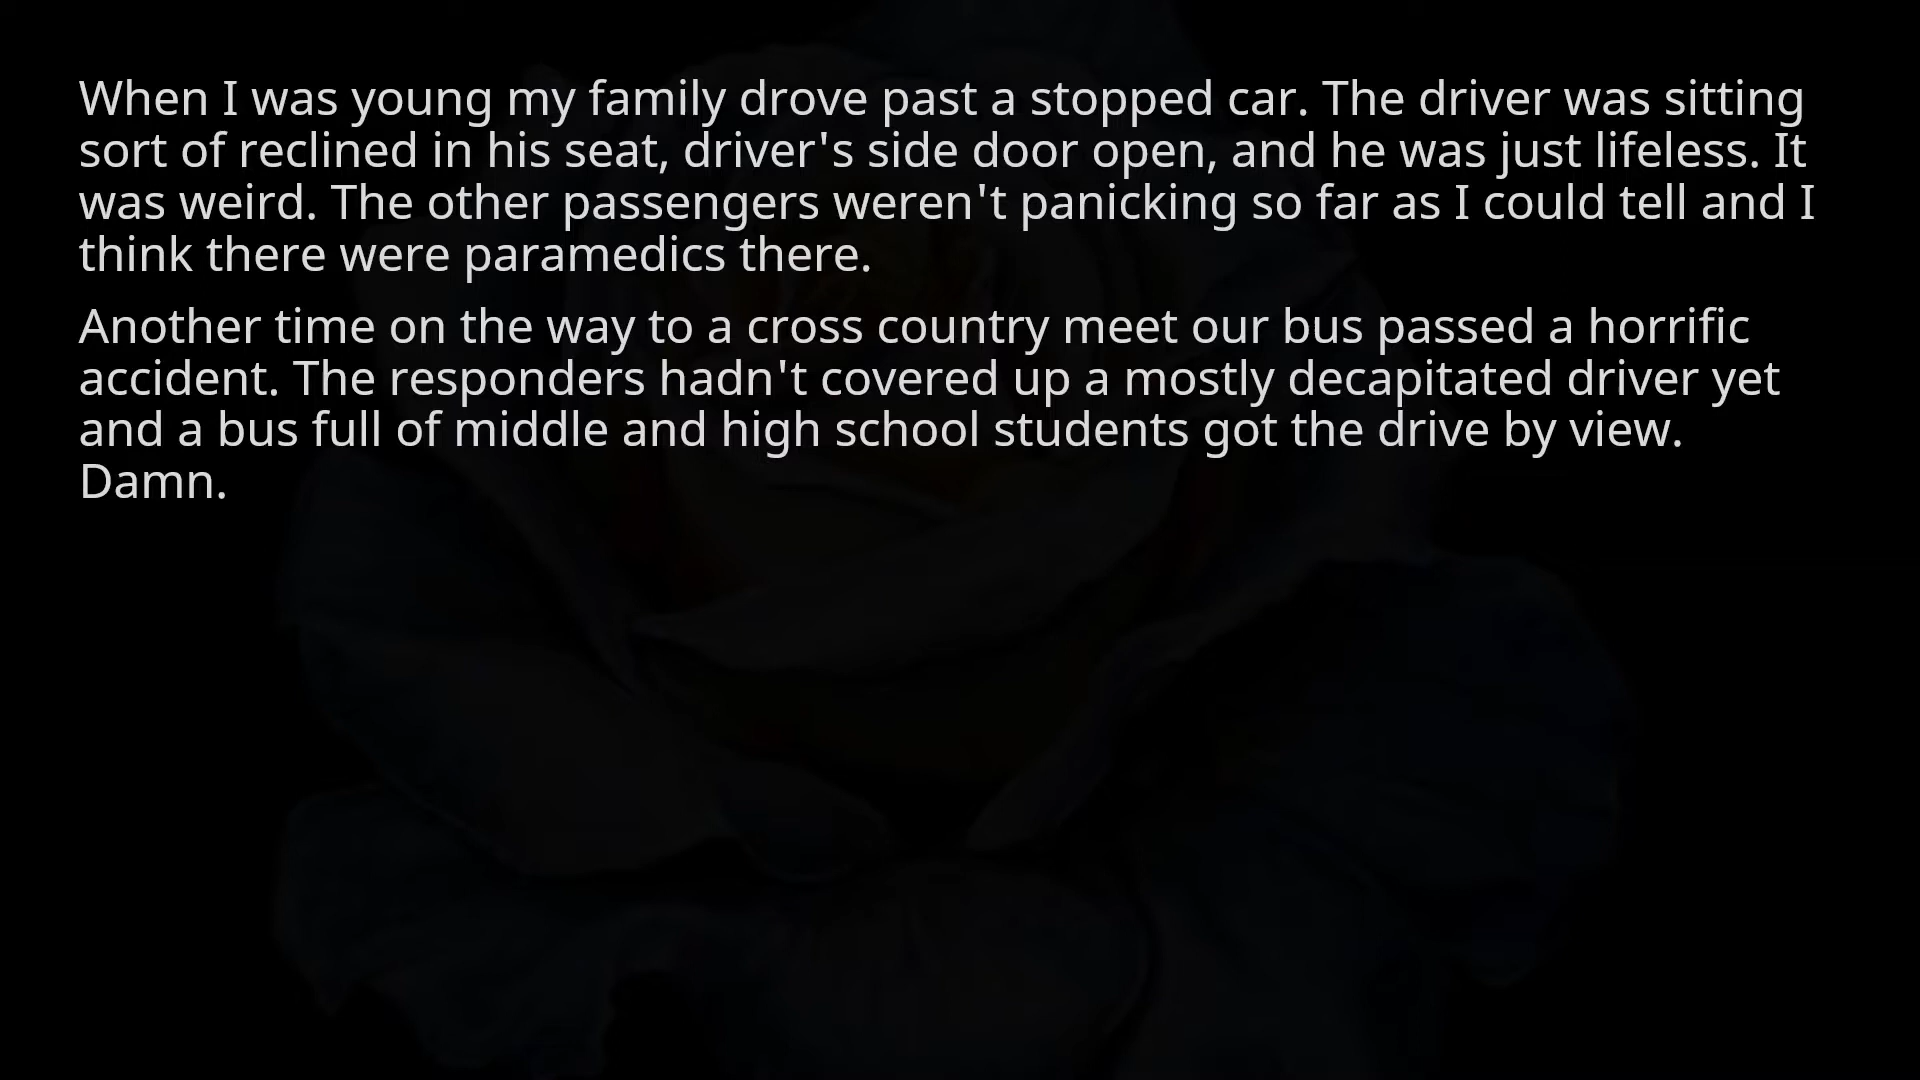 When I was young my family drove past a stopped car. The driver was sitting
sort of reclined in his seat, driver's side door open, and he was just lifeless. It
was weird. The other passengers weren't panicking so far as I could tell and I
think there were paramedics there.
Another time on the way to a cross country meet our bus passed a horrific
accident. The responders hadn't covered up a mostly decapitated driver yet
and a bus full of middle and high school students got the drive by view.
Damn.